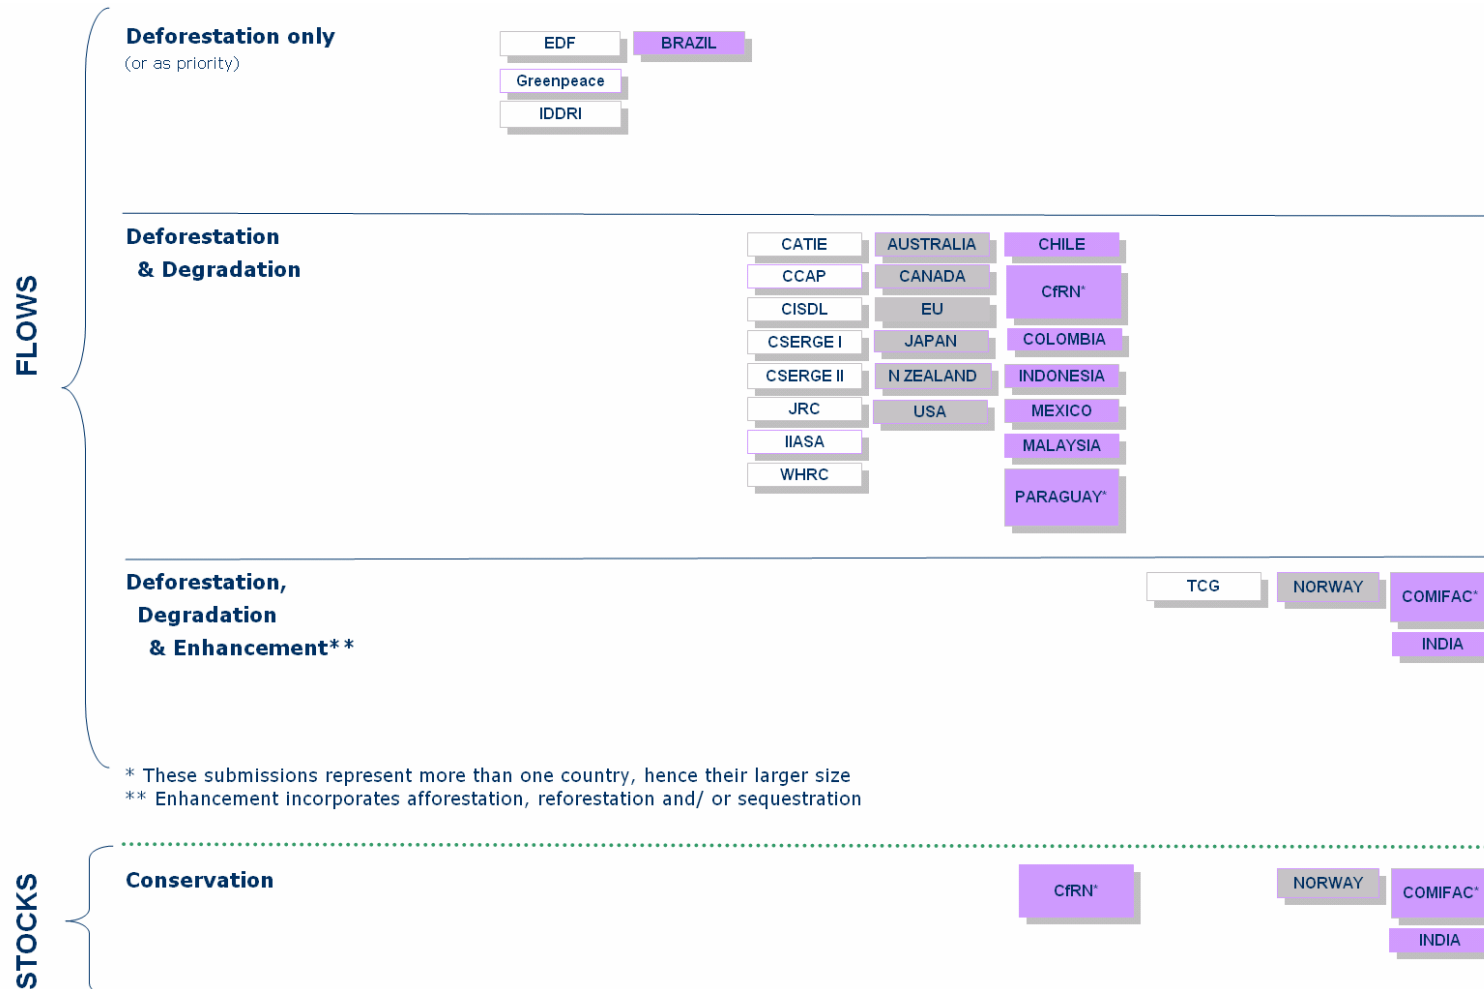 FLOWS
Deforestation only
(or as priority)
EDF
BRAZIL
Greenpeace
IDDRI
Deforestation
& Degradation
CATIE
AUSTRALIA
CHILE
CCAP
CANADA
CfRN*
CISDL
EU
CSERGE I
JAPAN
COLOMBIA
CSERGE II
N ZEALAND
INDONESIA
JRC
USA
MEXICO
IIASA
MALAYSIA
WHRC
PARAGUAY*
Deforestation,
Degradation
& Enhancement**
TCG
NORWAY
COMIFAC*
INDIA
* These submissions represent more than one country, hence their larger size
** Enhancement incorporates afforestation, reforestation and/ or sequestration
STOCKS
Conservation
CfRN*
NORWAY
COMIFAC*
INDIA